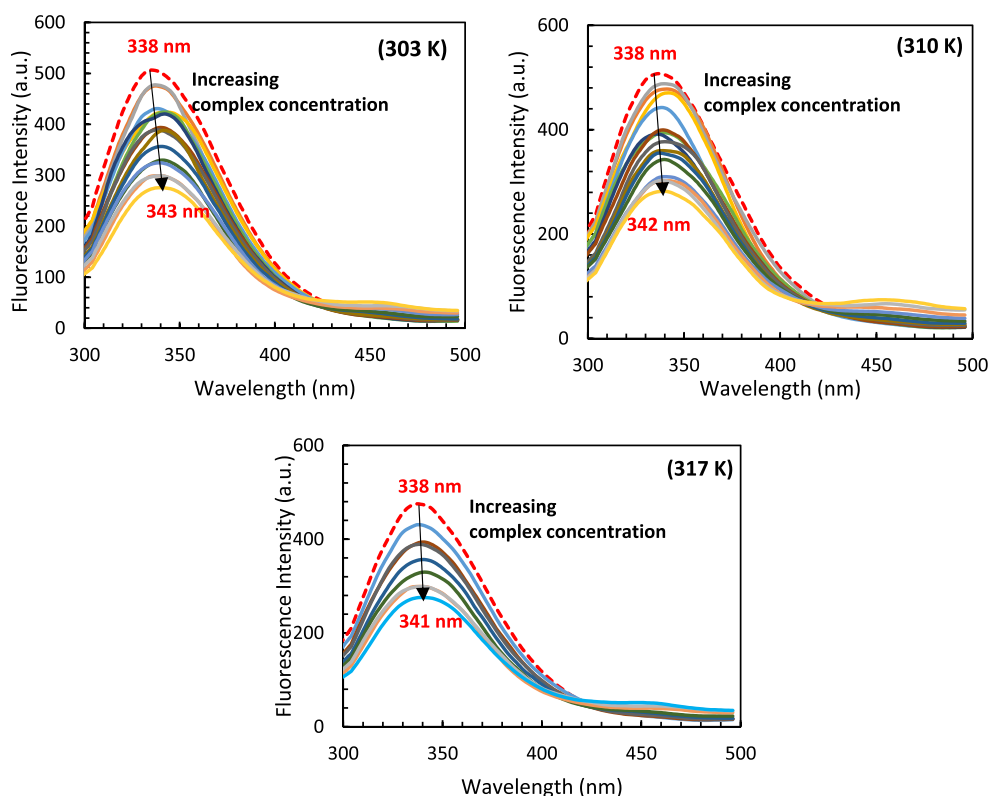 600
500
400
300
200
100
0
300
350
400
450
500
Fluorescence Intensity (a.u.)
Wavelength (nm)
(303 K)
338 nm
Increasing
complex concentration
343 nm
600
400
200
0
300
350
400
450
500
Fluorescence Intensity (a.u.)
Wavelength (nm)
(310 K)
338 nm
Increasing
complex concentration
342 nm
600
400
200
0
300
350
400
450
500
Fluorescence Intensity (a.u.)
Wavelength (nm)
(317 K)
338 nm
Increasing
complex concentration
341 nm